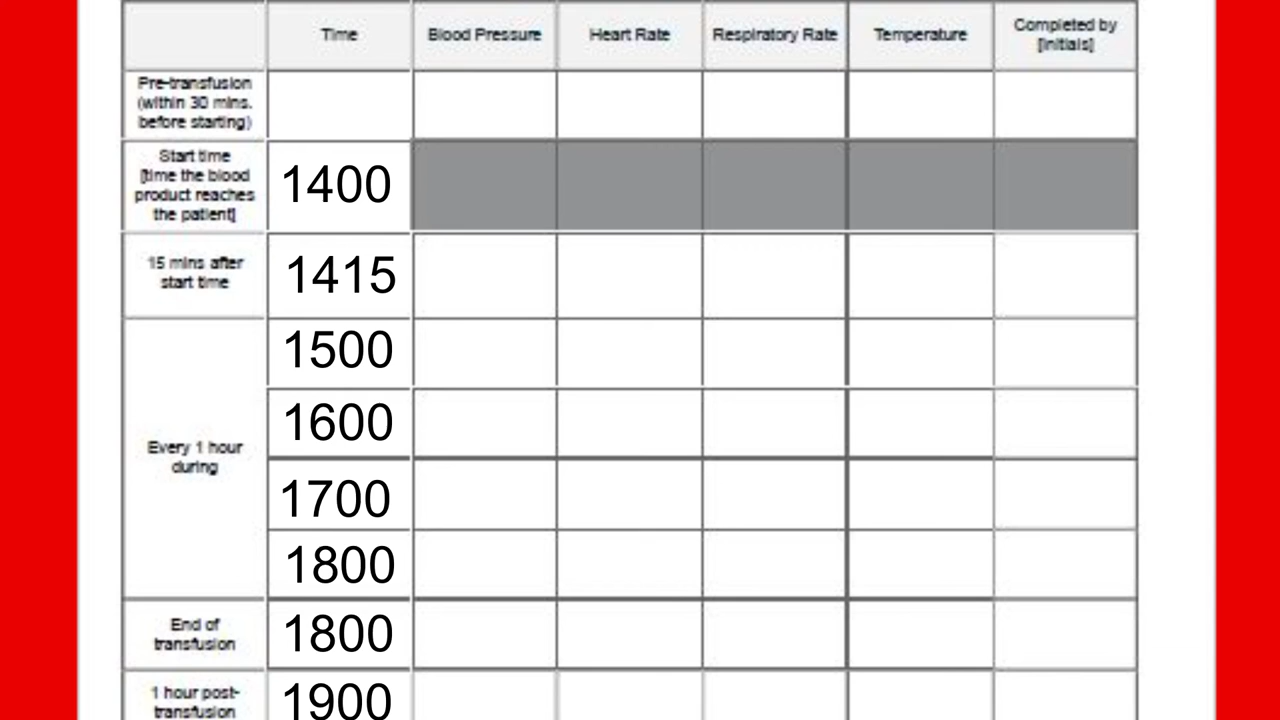 Time Blood Pressure Heart Rate Respiratory Rate Temperature Completed by
[initials]
Pre-transfusion
(within 30 mins.
before starting)
Start time
[time the blood
product reaches
the patient]
1400
15 mins after
start time
1415
Every 1 hour
during
1500
1600
1700
1800
End of
transfusion
1800
1 hour post-
transfusion
1900